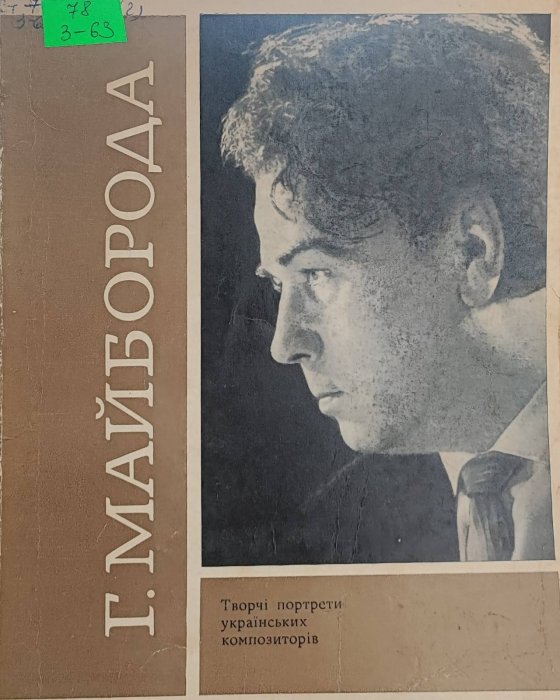 78
3-63
Г. МАЙБОРОДА
Творчі портрети
українських
композиторів